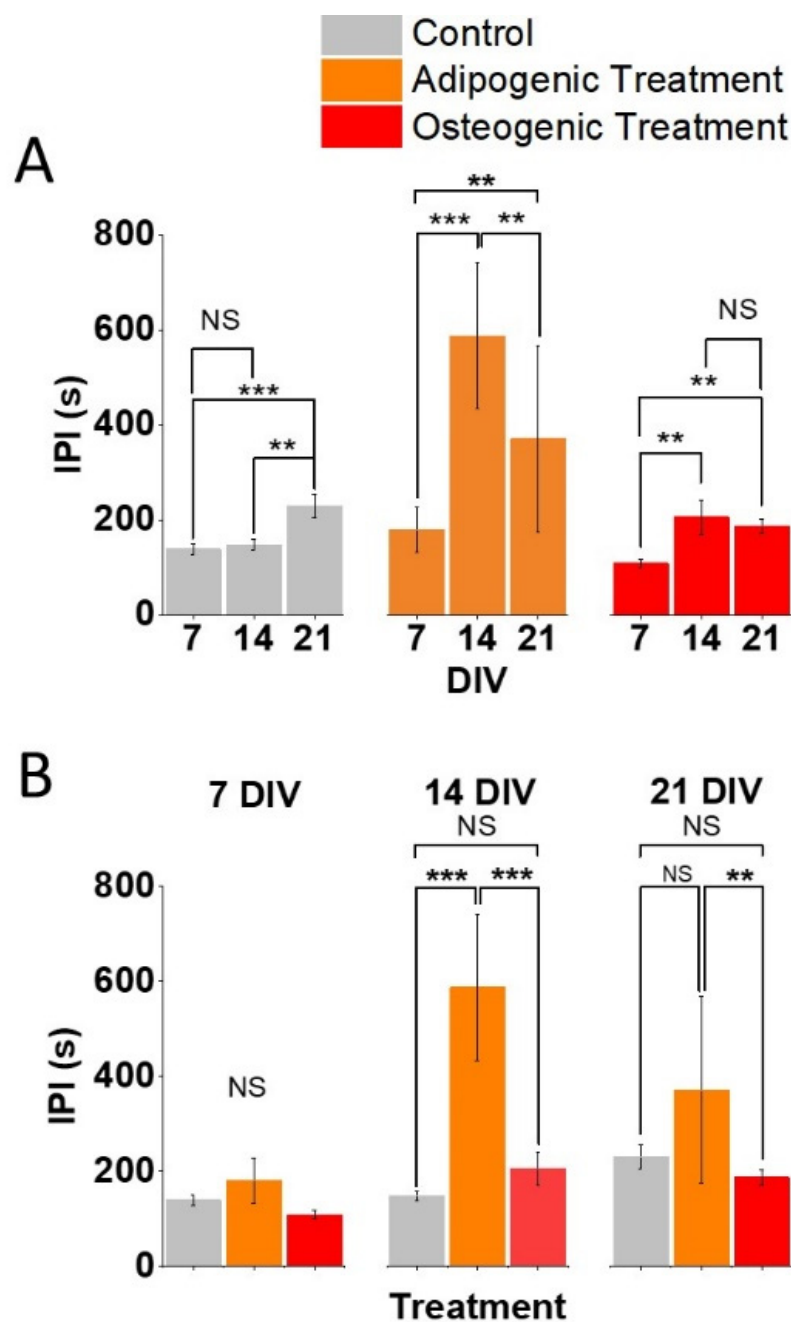 Control
Adipogenic Treatment
Osteogenic Treatment
A
**
*** **
800
NS NS
600
*** **
400
** **
200
0
IPI (s)
7 14 21 7 14 21 7 14 21
DIV
B
7 DIV 14 DIV 21 DIV
NS NS
*** *** NS **
800
600
400
NS
200
0
IPI (s)
Treatment